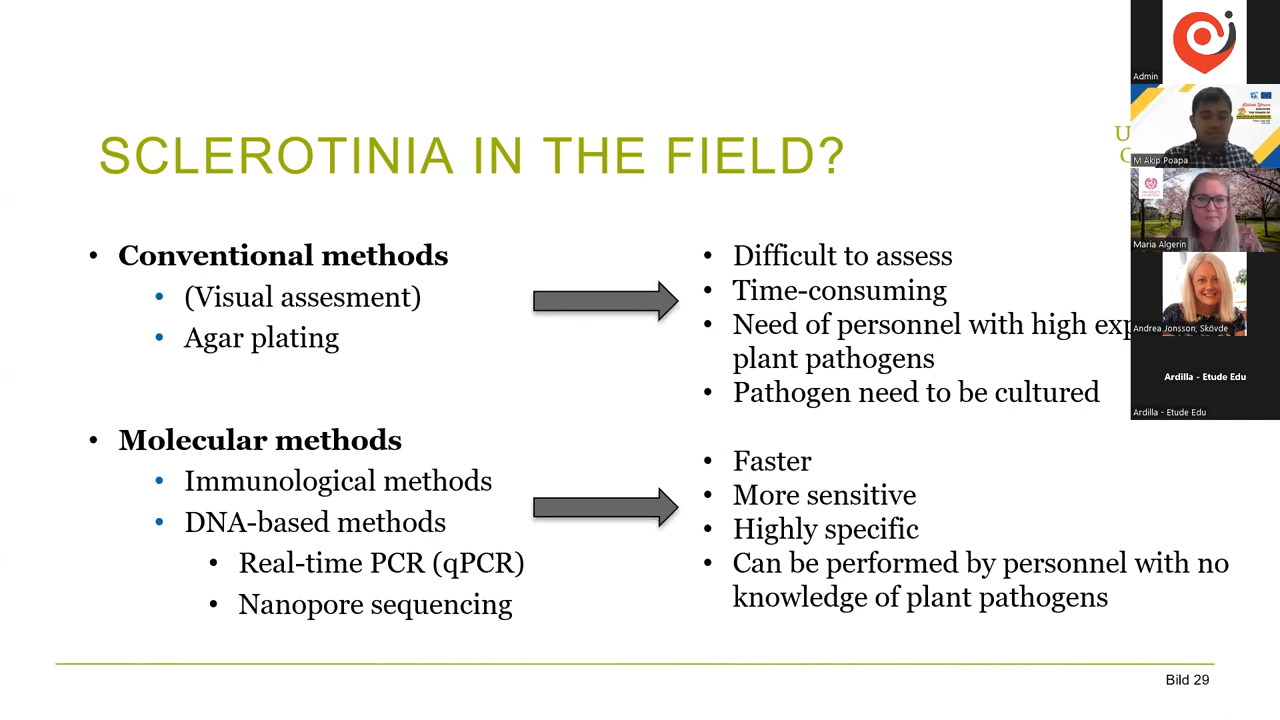 SCLEROTINIA IN THE FIELD?
• Conventional methods
• (Visual assesment)
• Agar plating
• Molecular methods
• Immunological methods
• DNA-based methods
• Real-time PCR (qPCR)
• Nanopore sequencing
• Difficult to assess
• Time-consuming
• Need of personnel with high
plant pathogens
• Pathogen need to be cultured
• Faster
• More sensitive
• Highly specific
• Can be performed by personnel with no
knowledge of plant pathogens
Bild 29
Admin
M Akip Poapa
Maria Algerin
Andrea Jonsson, Skövde
Ardilla - Etude Edu
Ardilla - Etude Edu